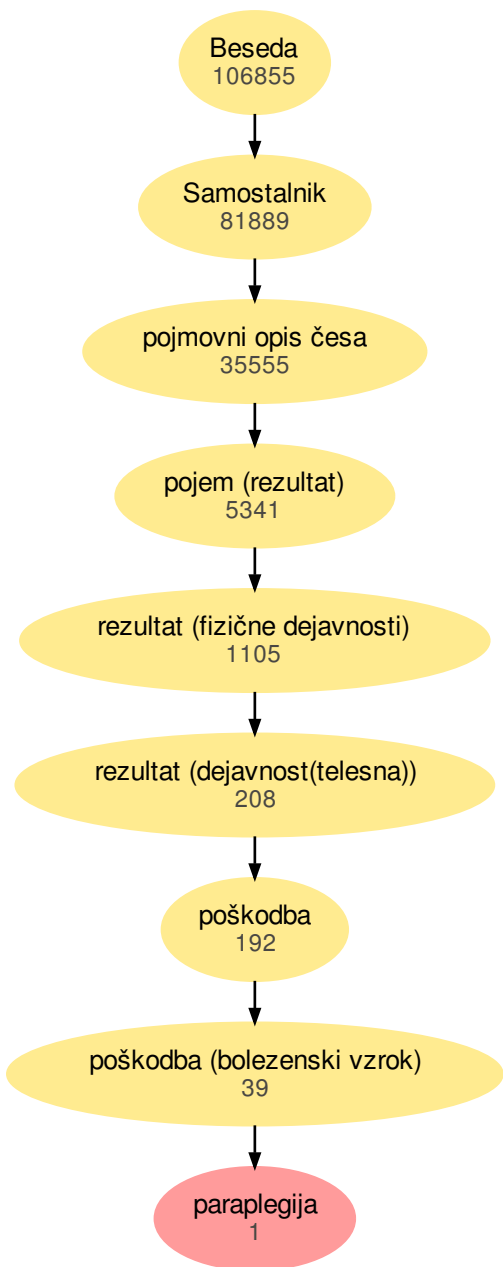 Beseda
106855
Samostalnik
81889
pojmovni opis česa
35555
pojem (rezultat)
5341
rezultat (fizične dejavnosti)
1105
rezultat (dejavnost(telesna))
208
poškodba
192
poškodba (bolezenski vzrok)
39
paraplegija
1